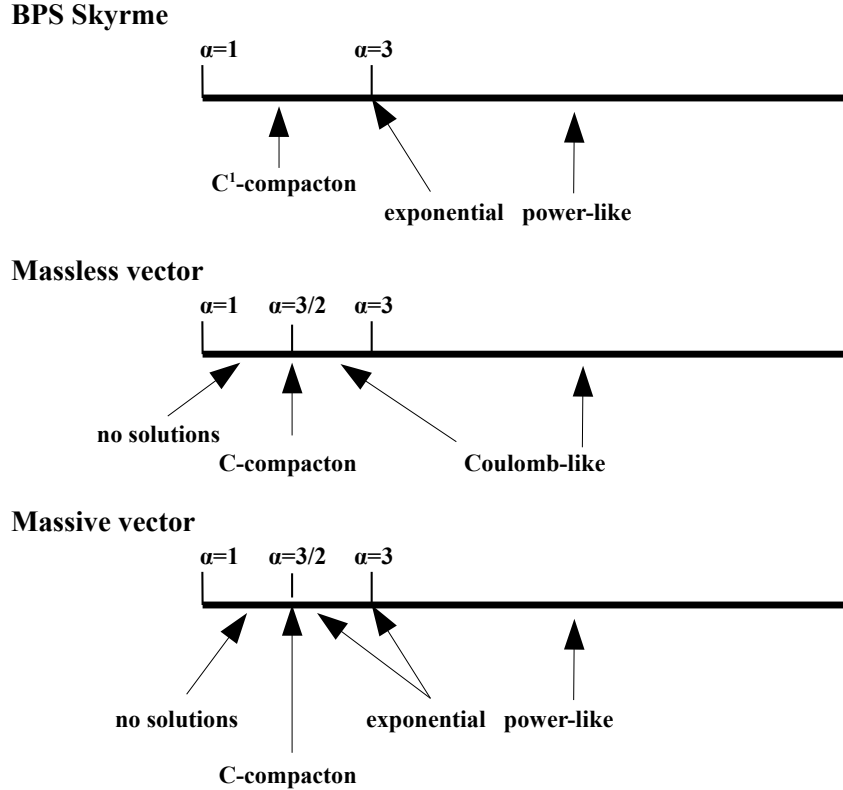 BPS Skyrme
α=1 α=3
C¹-compacton
exponential power-like
Massless vector
α=1 α=3/2 α=3
no solutions
C-compacton Coulomb-like
Massive vector
α=1 α=3/2 α=3
no solutions exponential power-like
C-compacton